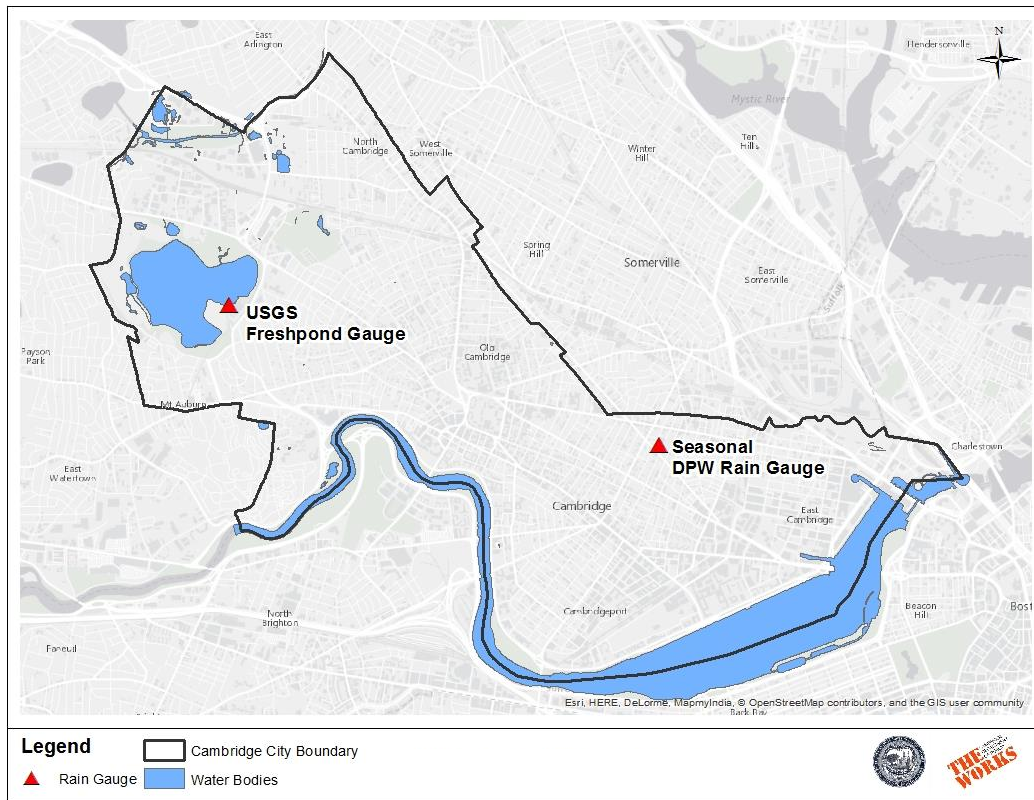 East
Arlington
N
Hendersonville
Mystic River
North
Cambridge
West
Somerville
Winter
Hill
Ten
Hills
Spring
Hill
Somerville
East
Somerville
USGS
Freshpond Gauge
Payson
Park
Old
Cambridge
Mt Auburn
Seasonal
DPW Rain Gauge
Charlestown
East
Watertown
Cambridge
East
Cambridge
Cambridgeport
North
Brighton
Beacon
Hill
Bost
Faneuil
Esri, HERE, DeLorme, MapmyIndia, © OpenStreetMap contributors, and the GIS user community
Back Bay
Legend
Cambridge City Boundary
Rain Gauge
Water Bodies
THE
WORKS